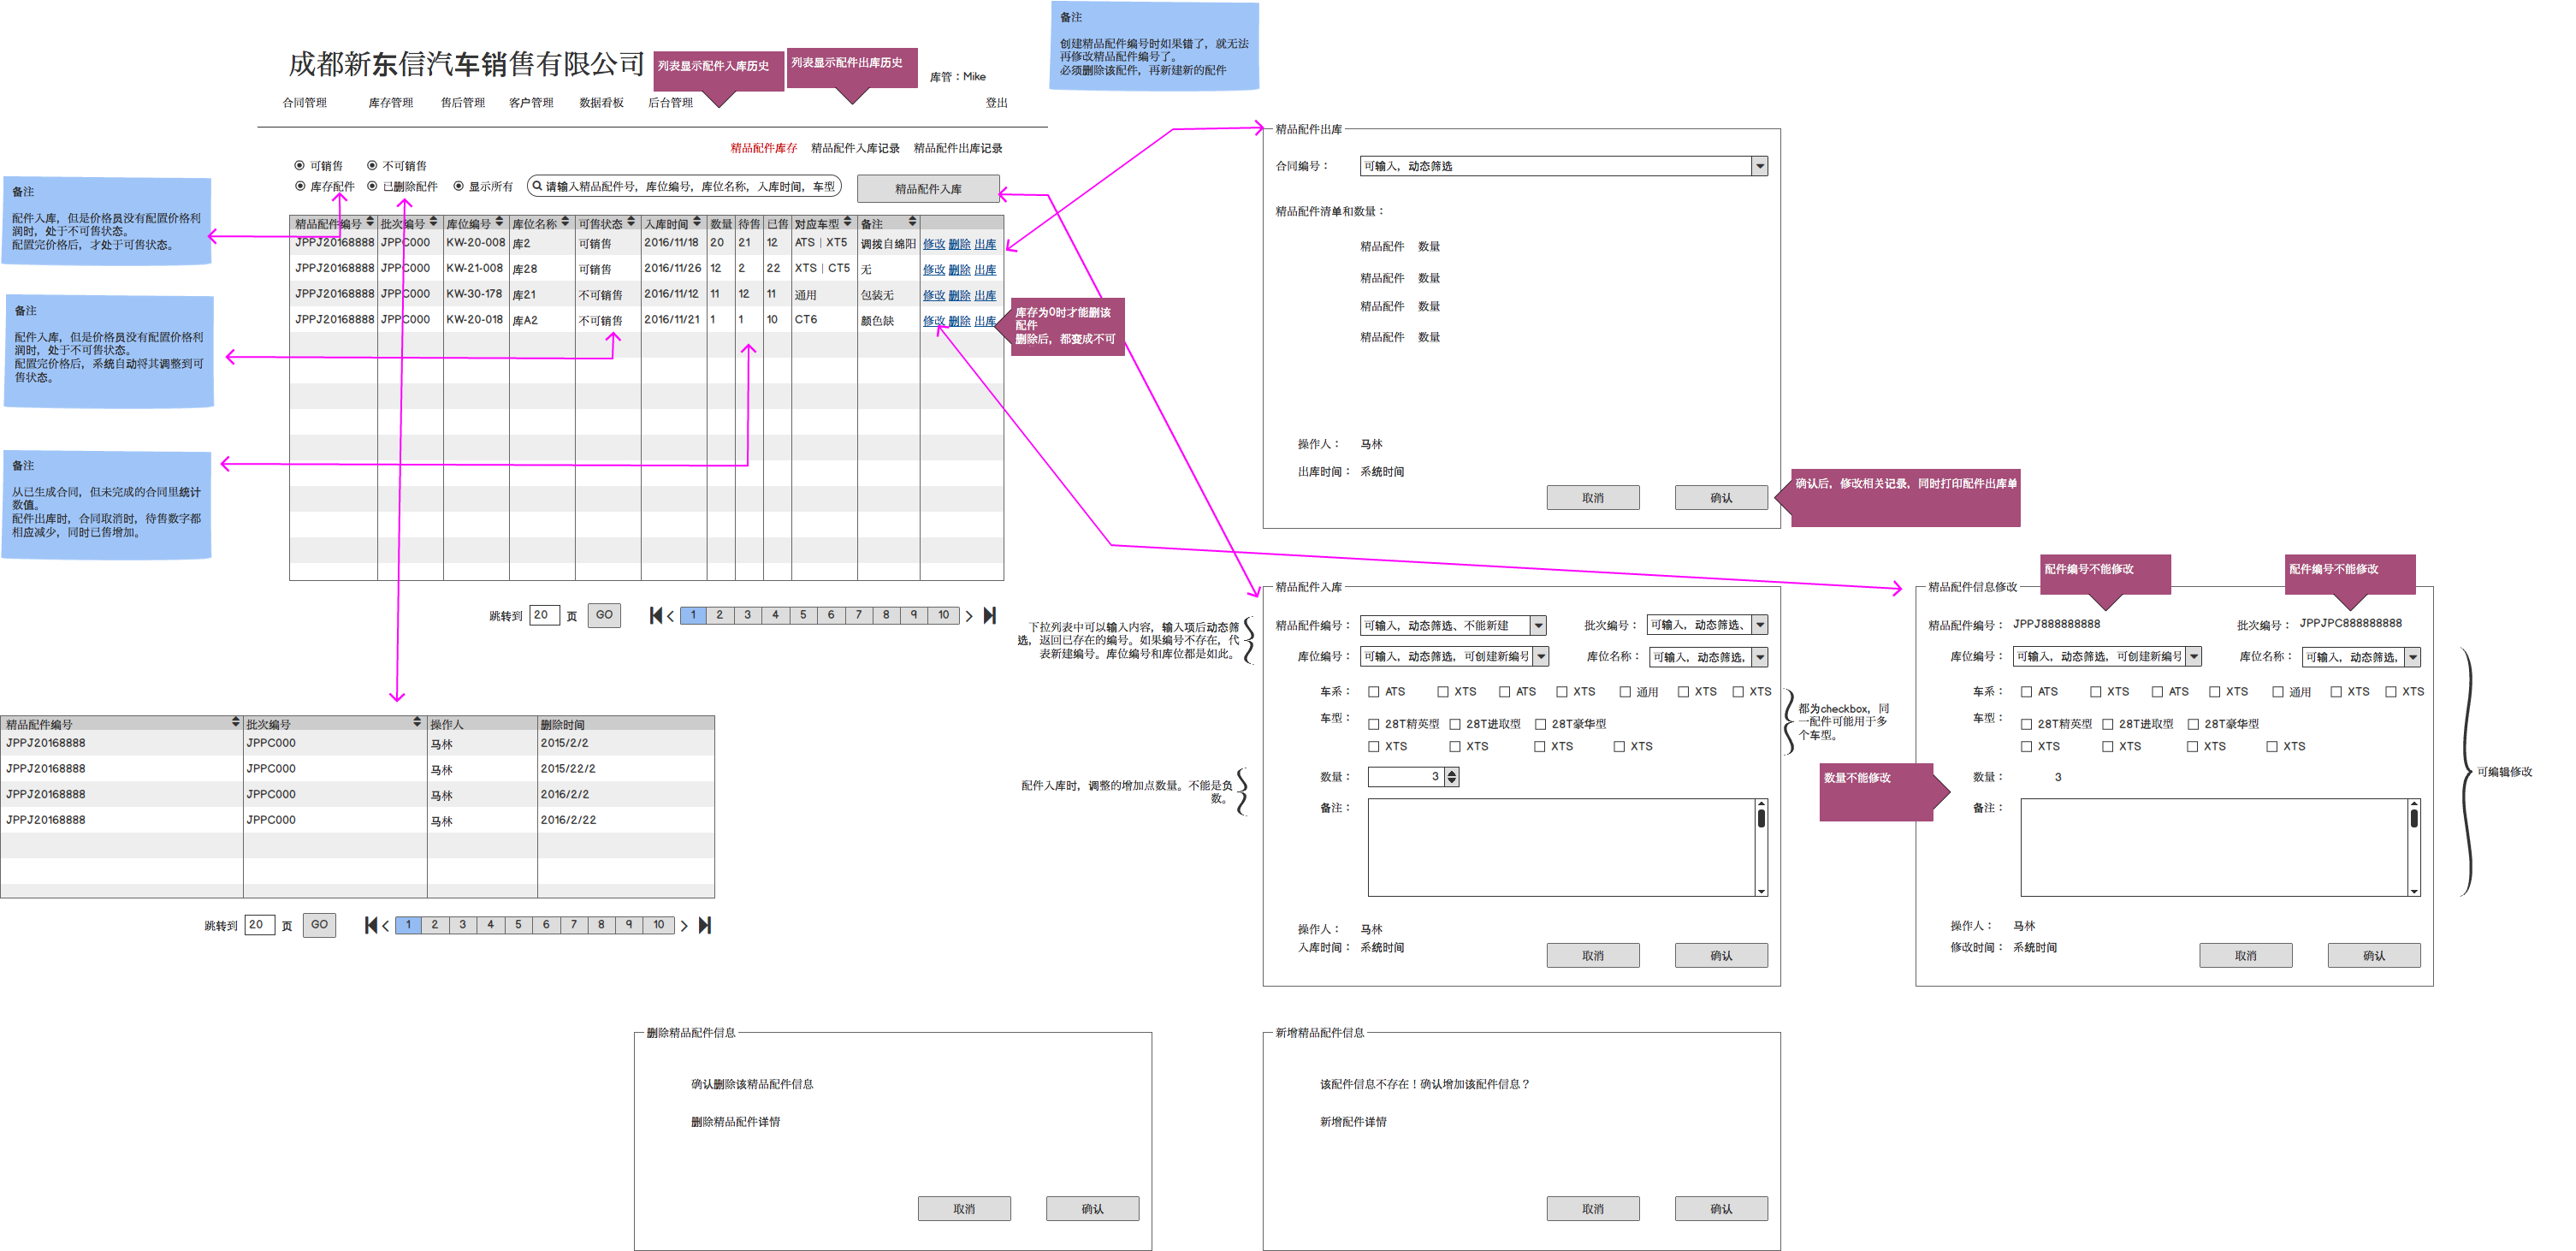 备注
创建精品配件编号时如果错了，就无法
再修改精品配件编号了。
必须删除该配件，再新建新的配件
成都新东信汽车销售有限公司
列表显示配件入库历史
列表显示配件出库历史
库管：Mike
合同管理 库存管理 售后管理 客户管理 数据看板 后台管理 登出
精品配件库存 精品配件入库记录 精品配件出库记录
可销售 不可销售
库存配件 已删除配件 显示所有
请输入精品配件号，库位编号，库位名称，入库时间，车型
精品配件入库
精品配件编号 批次编号 库位编号 库位名称 可售状态 入库时间 数量 待售 已售 对应车型 备注
JPPJ20168888 JPPC000 KW-20-008 库2 可销售 2016/11/18 20 21 12 ATS | XT5 调拨自绵阳 修改 删除 出库
JPPJ20168888 JPPC000 KW-21-008 库28 可销售 2016/11/26 12 2 22 XTS | CT5 无 修改 删除 出库
JPPJ20168888 JPPC000 KW-30-178 库21 不可销售 2016/11/12 11 12 11 通用 包装无 修改 删除 出库
JPPJ20168888 JPPC000 KW-20-018 库A2 不可销售 2016/11/21 1 1 10 CT6 颜色缺 修改 删除 出库
库存为0时才能删该
配件
删除后，都变成不可
跳转到 20 页 GO 1 2 3 4 5 6 7 8 9 10
备注
配件入库，但是价格员没有配置价格利
润时，处于不可售状态。
配置完价格后，才处于可售状态。
备注
配件入库，但是价格员没有配置价格利
润时，处于不可售状态。
配置完价格后，系统自动将其调整到可
售状态。
备注
从已生成合同，但未完成的合同里统计
数值。
配件出库时，合同取消时，待售数字都
相应减少，同时已售增加。
精品配件出库
合同编号： 可输入，动态筛选
精品配件清单和数量：
精品配件 数量
精品配件 数量
精品配件 数量
精品配件 数量
操作人： 马林
出库时间： 系统时间
取消 确认
确认后，修改相关记录，同时打印配件出库单
精品配件编号 批次编号 操作人 删除时间
JPPJ20168888 JPPC000 马林 2015/2/2
JPPJ20168888 JPPC000 马林 2015/22/2
JPPJ20168888 JPPC000 马林 2016/2/2
JPPJ20168888 JPPC000 马林 2016/2/22
跳转到 20 页 GO 1 2 3 4 5 6 7 8 9 10
下拉列表中可以输入内容，输入项后动态筛
选，返回已存在的编号。如果编号不存在，代
表新建编号。库位编号和库位都是如此。
配件入库时，调整的增加点数量。不能是负
数。
精品配件入库
精品配件编号： 可输入，动态筛选、不能新建 批次编号： 可输入，动态筛选、
库位编号： 可输入，动态筛选，可创建新编号 库位名称： 可输入，动态筛选，
车系： ATS XTS ATS XTS 通用 XTS XTS
车型： 28T精英型 28T进取型 28T豪华型
XTS XTS XTS XTS
数量： 3
备注：
操作人： 马林
入库时间： 系统时间
取消 确认
都为checkbox，同
一配件可能用于多
个车型。
配件编号不能修改
配件编号不能修改
精品配件信息修改
精品配件编号： JPPJ888888888 批次编号： JPPJPC888888888
库位编号： 可输入，动态筛选，可创建新编号 库位名称： 可输入，动态筛选，
车系： ATS XTS ATS XTS 通用 XTS XTS
车型： 28T精英型 28T进取型 28T豪华型
XTS XTS XTS XTS
数量不能修改
数量： 3
备注：
可编辑修改
操作人： 马林
修改时间： 系统时间
取消 确认
删除精品配件信息
确认删除该精品配件信息
删除精品配件详情
取消 确认
新增精品配件信息
该配件信息不存在！确认增加该配件信息？
新增配件详情
取消 确认